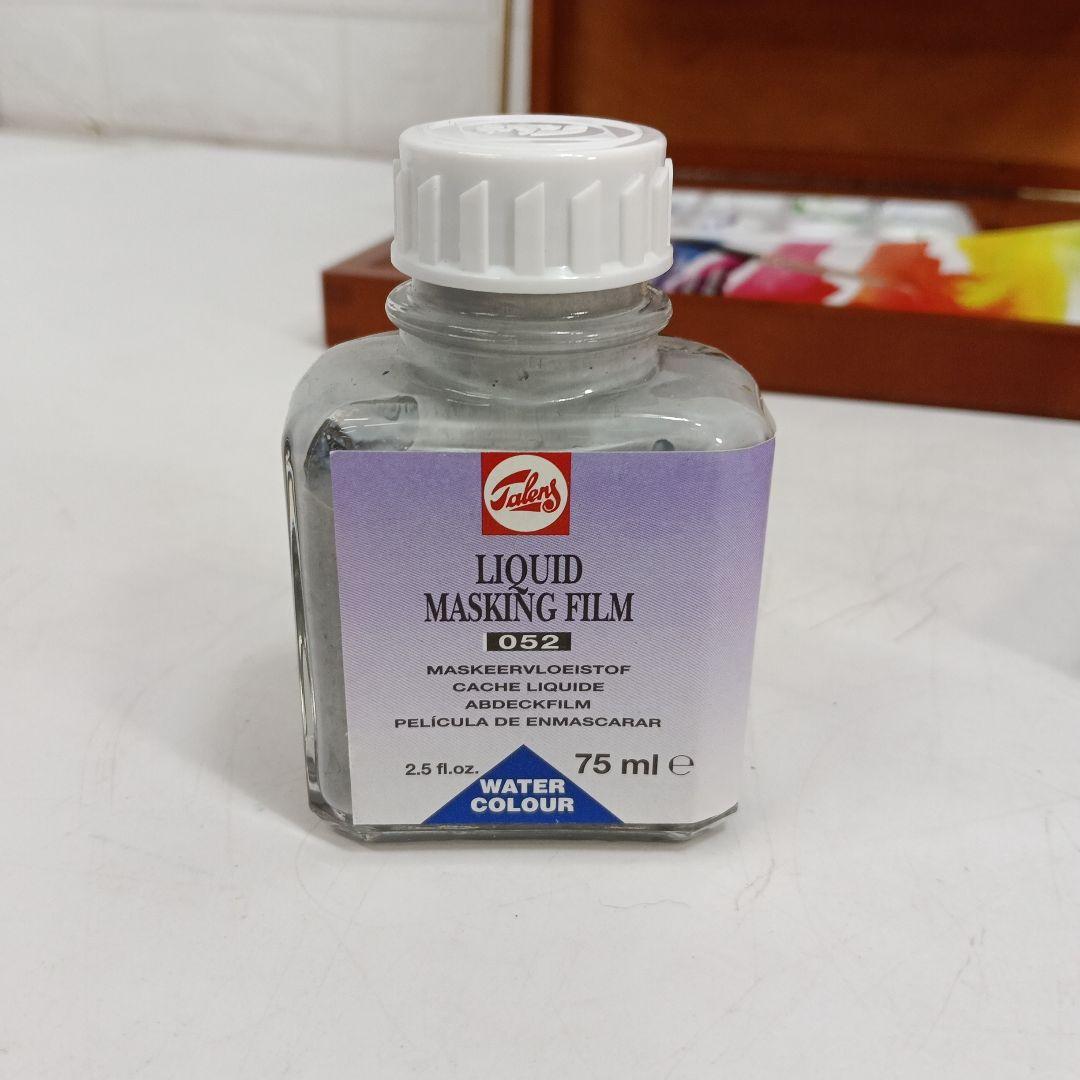 Talens
LIQUID
MASKING FILM
052
MASKEERVLOEISTOF
CACHE LIQUIDE
ABDECKFILM
PELÍCULA DE ENMASCARAR
2.5 fl.oz. 75 ml ℮
WATER
COLOUR